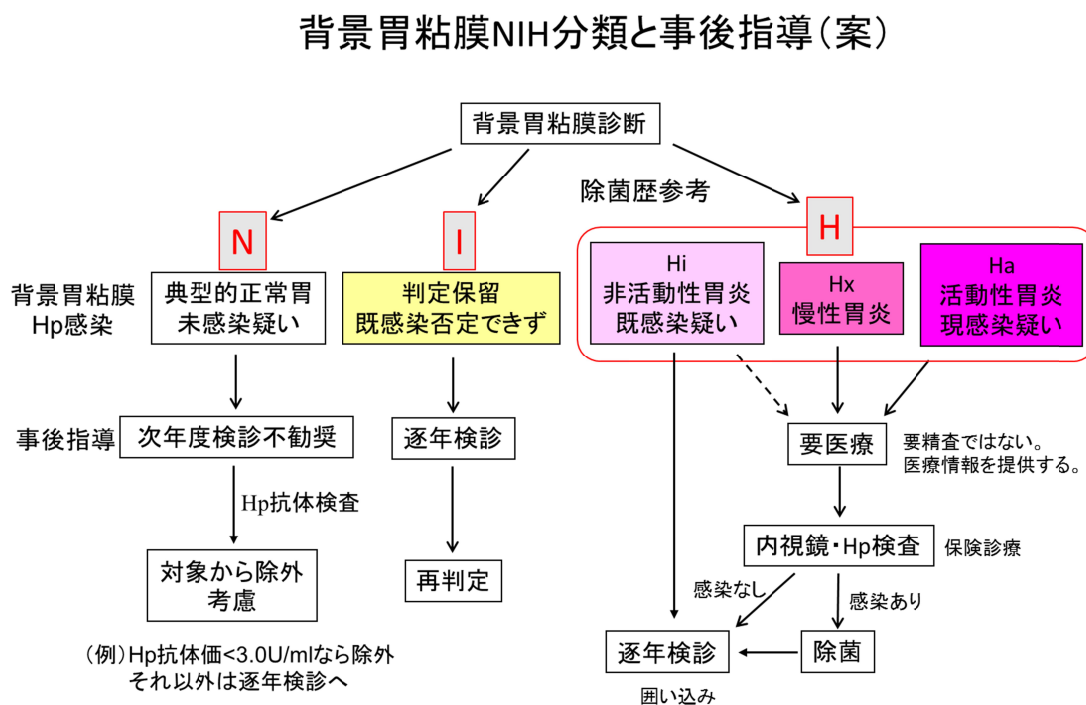 背景胃粘膜NIH分類と事後指導（案）
背景胃粘膜診断
除菌歴参考
N
I
H
背景胃粘膜
Hp感染
典型的正常胃
未感染疑い
判定保留
既感染否定できず
Hi
非活動性胃炎
既感染疑い
Hx
慢性胃炎
Ha
活動性胃炎
現感染疑い
事後指導
次年度検診不勧奨
逐年検診
要医療
要精査ではない。
医療情報を提供する。
Hp抗体検査
内視鏡・Hp検査
保険診療
対象から除外
考慮
再判定
感染なし
感染あり
逐年検診
除菌
囲い込み
（例）Hp抗体価<3.0U/mlなら除外
それ以外は逐年検診へ